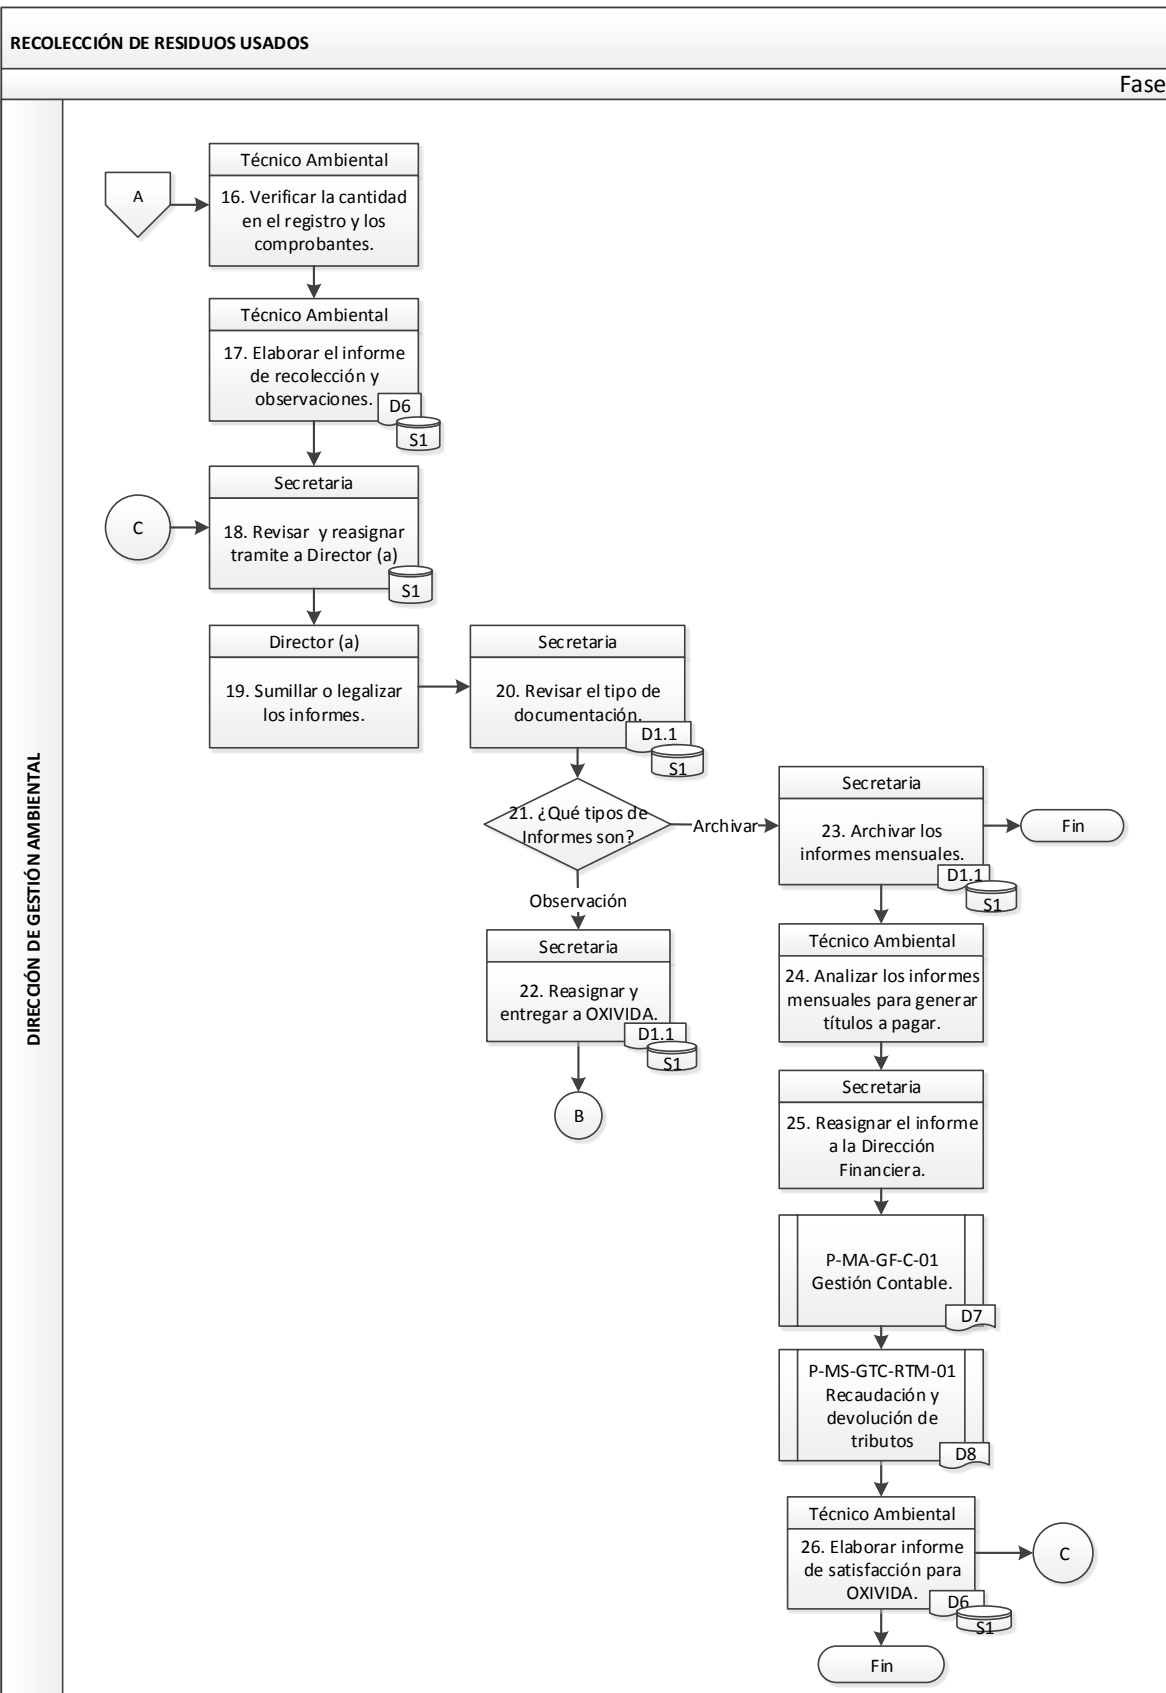 RECOLECCIÓN DE RESIDUOS USADOS
Fase
DIRECCIÓN DE GESTIÓN AMBIENTAL
A
Técnico Ambiental
16. Verificar la cantidad
en el registro y los
comprobantes.
Técnico Ambiental
17. Elaborar el informe
de recolección y
observaciones.
D6
S1
C
Secretaria
18. Revisar y reasignar
tramite a Director (a)
S1
Director (a)
19. Sumillar o legalizar
los informes.
Secretaria
20. Revisar el tipo de
documentación.
D1.1
S1
21. ¿Qué tipos de
Informes son?
Archivar
Observación
Secretaria
22. Reasignar y
entregar a OXIVIDA.
D1.1
S1
B
Secretaria
23. Archivar los
informes mensuales.
D1.1
S1
Fin
Técnico Ambiental
24. Analizar los informes
mensuales para generar
títulos a pagar.
Secretaria
25. Reasignar el informe
a la Dirección
Financiera.
P-MA-GF-C-01
Gestión Contable.
D7
P-MS-GTC-RTM-01
Recaudación y
devolución de
tributos
D8
Técnico Ambiental
26. Elaborar informe
de satisfacción para
OXIVIDA.
D6
S1
C
Fin